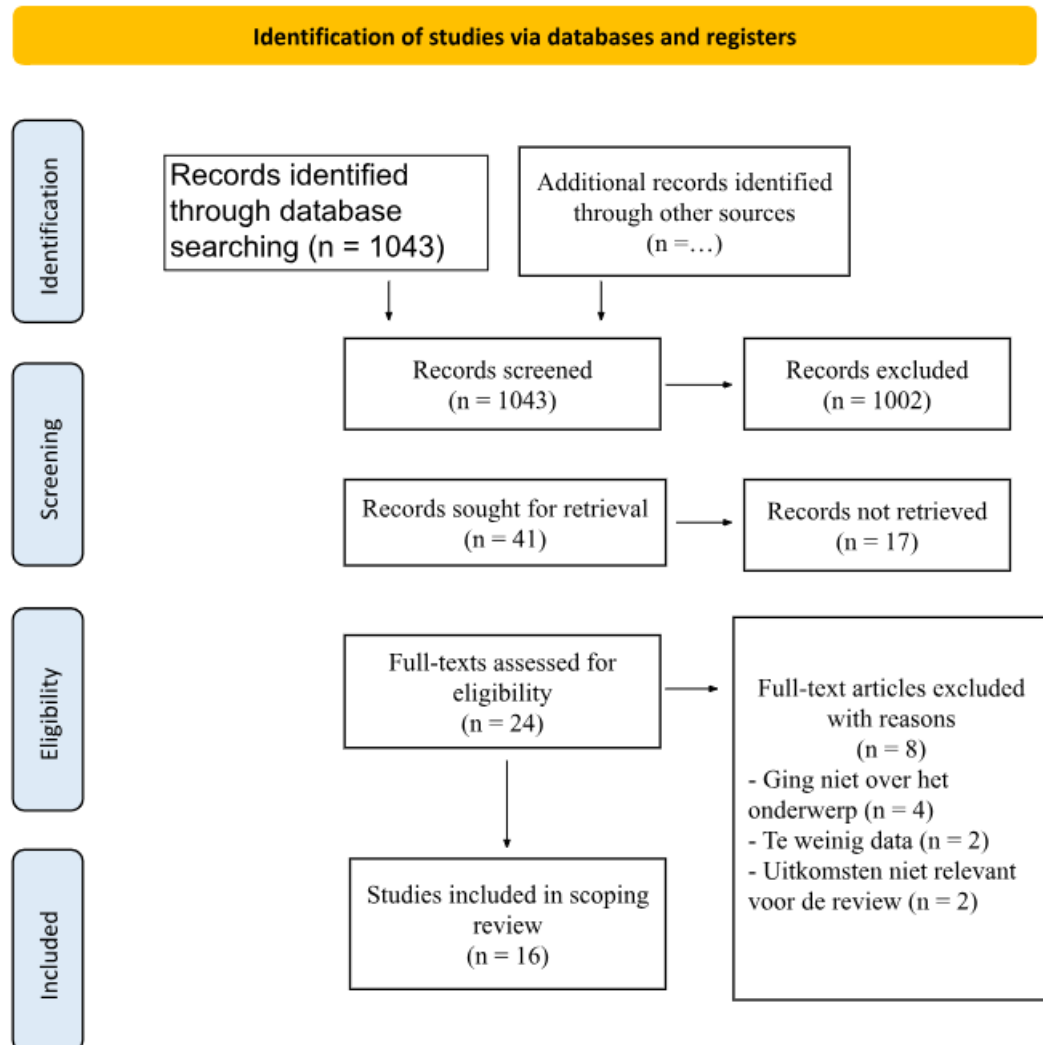 Identification of studies via databases and registers
Identification
Records identified
through database
searching (n = 1043)
Additional records identified
through other sources
(n =…)
Screening
Records screened
(n = 1043)
Records excluded
(n = 1002)
Records sought for retrieval
(n = 41)
Records not retrieved
(n = 17)
Eligibility
Full-texts assessed for
eligibility
(n = 24)
Full-text articles excluded
with reasons
(n = 8)
- Ging niet over het
onderwerp (n = 4)
- Te weinig data (n = 2)
- Uitkomsten niet relevant
voor de review (n = 2)
Included
Studies included in scoping
review
(n = 16)